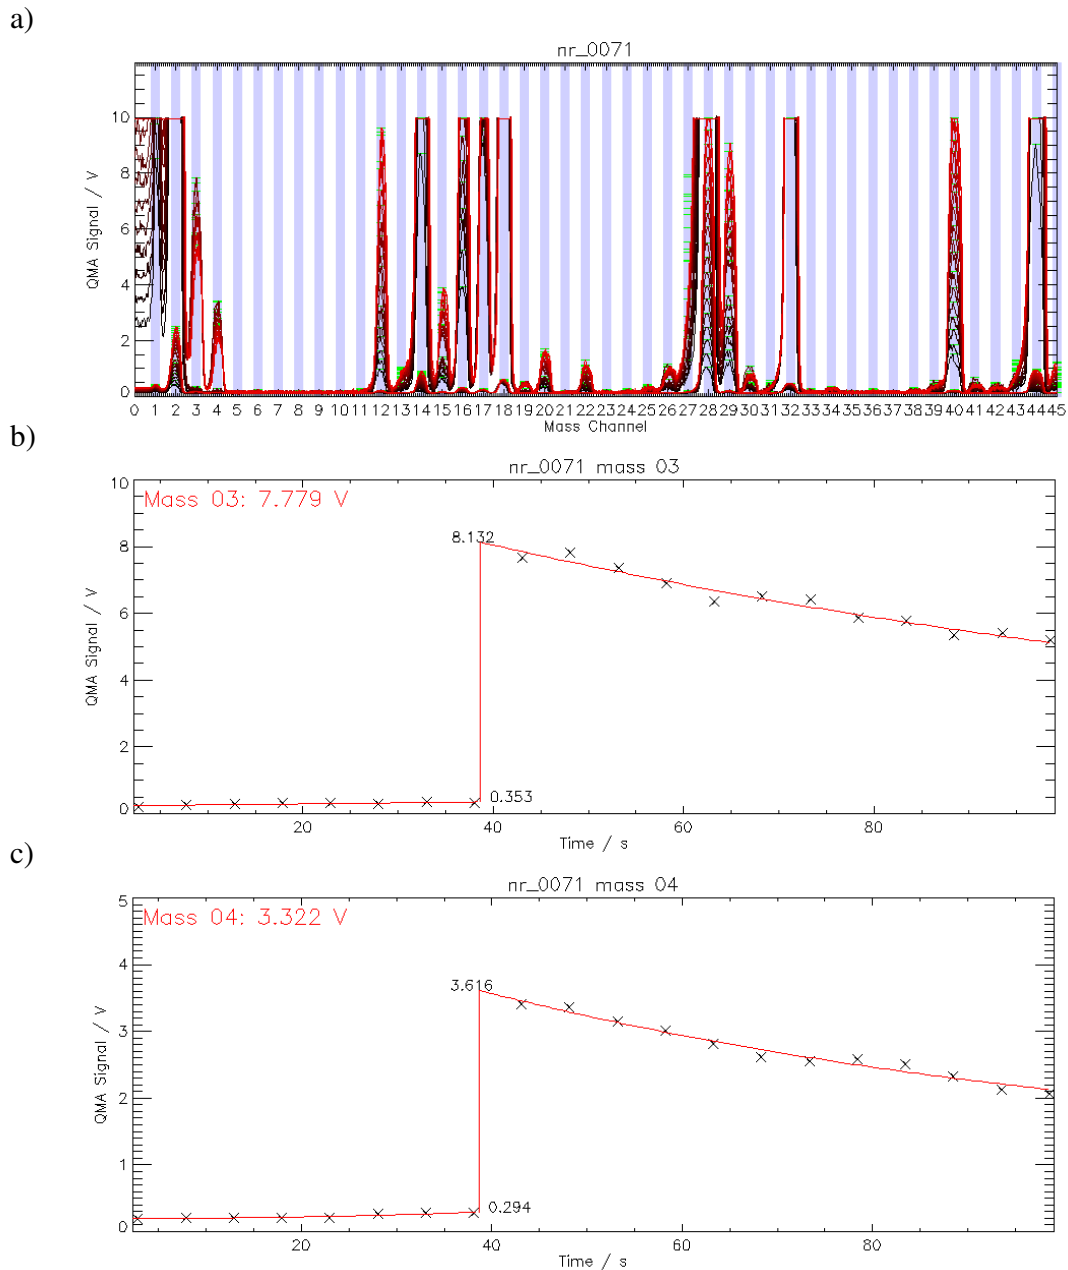 a)
nr_0071
QMA Signal / V
10
8
6
4
2
0
0 1 2 3 4 5 6 7 8 9 10 11 12 13 14 15 16 17 18 19 20 21 22 23 24 25 26 27 28 29 30 31 32 33 34 35 36 37 38 39 40 41 42 43 44 45
Mass Channel
b)
nr_0071 mass 03
Mass 03: 7.779 V
QMA Signal / V
10
8
6
4
2
0
8.132
0.353
20 40 60 80
Time / s
c)
nr_0071 mass 04
Mass 04: 3.322 V
QMA Signal / V
5
4
3
2
1
0
3.616
0.294
20 40 60 80
Time / s